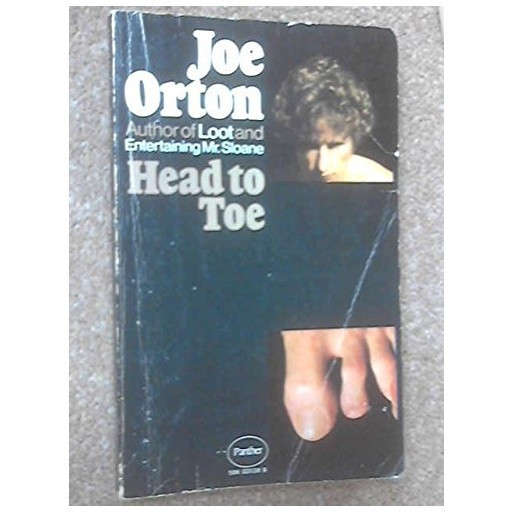 Joe
Orton
Author of Loot and
Entertaining Mr. Sloane
Head to
Toe
Panther